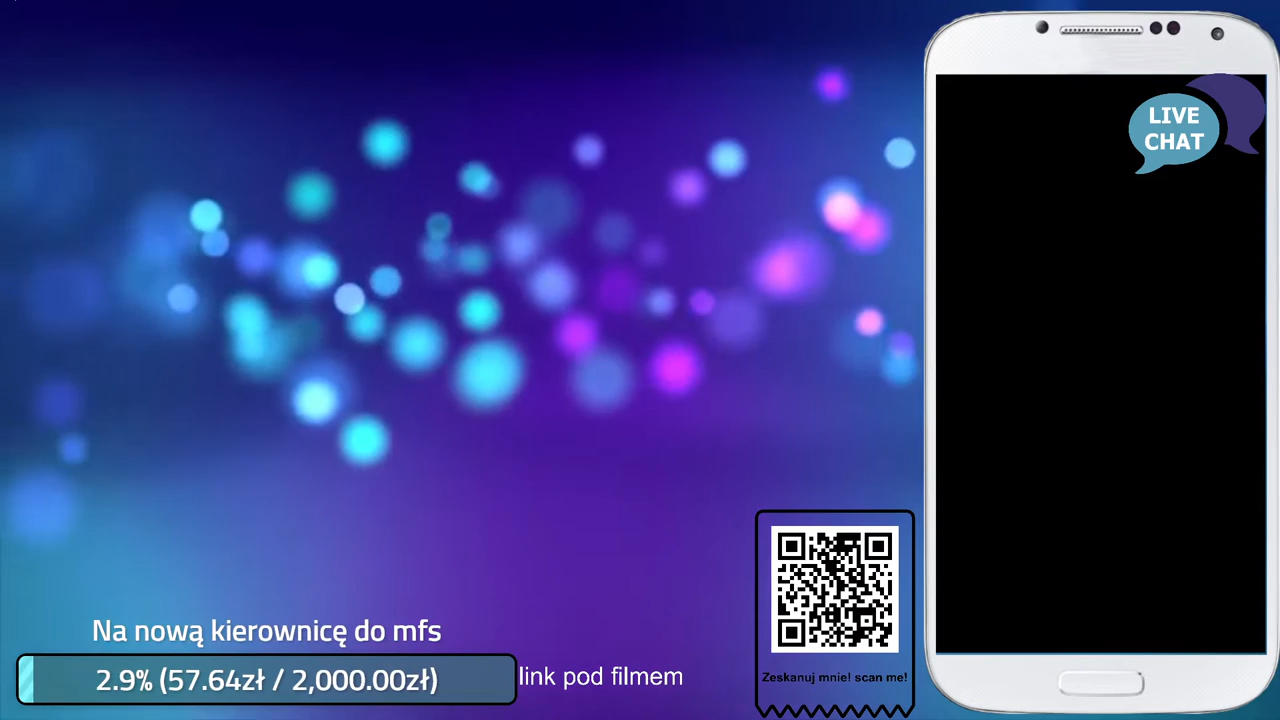 LIVE
CHAT
Na nową kierownicę do mfs
2.9% (57.64zł / 2,000.00zł)
link pod filmem
Zeskanuj mnie! scan me!